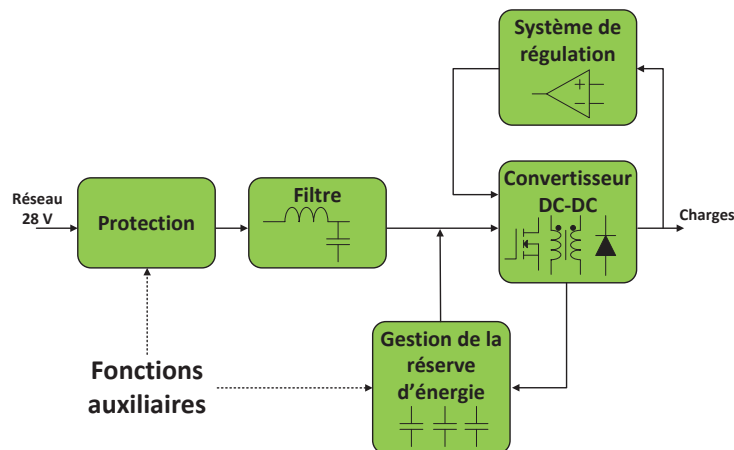 Système de
régulation
+
−
Réseau
28 V
Protection
Filtre
Convertisseur
DC-DC
Charges
Gestion de la
réserve
d'énergie
Fonctions
auxiliaires